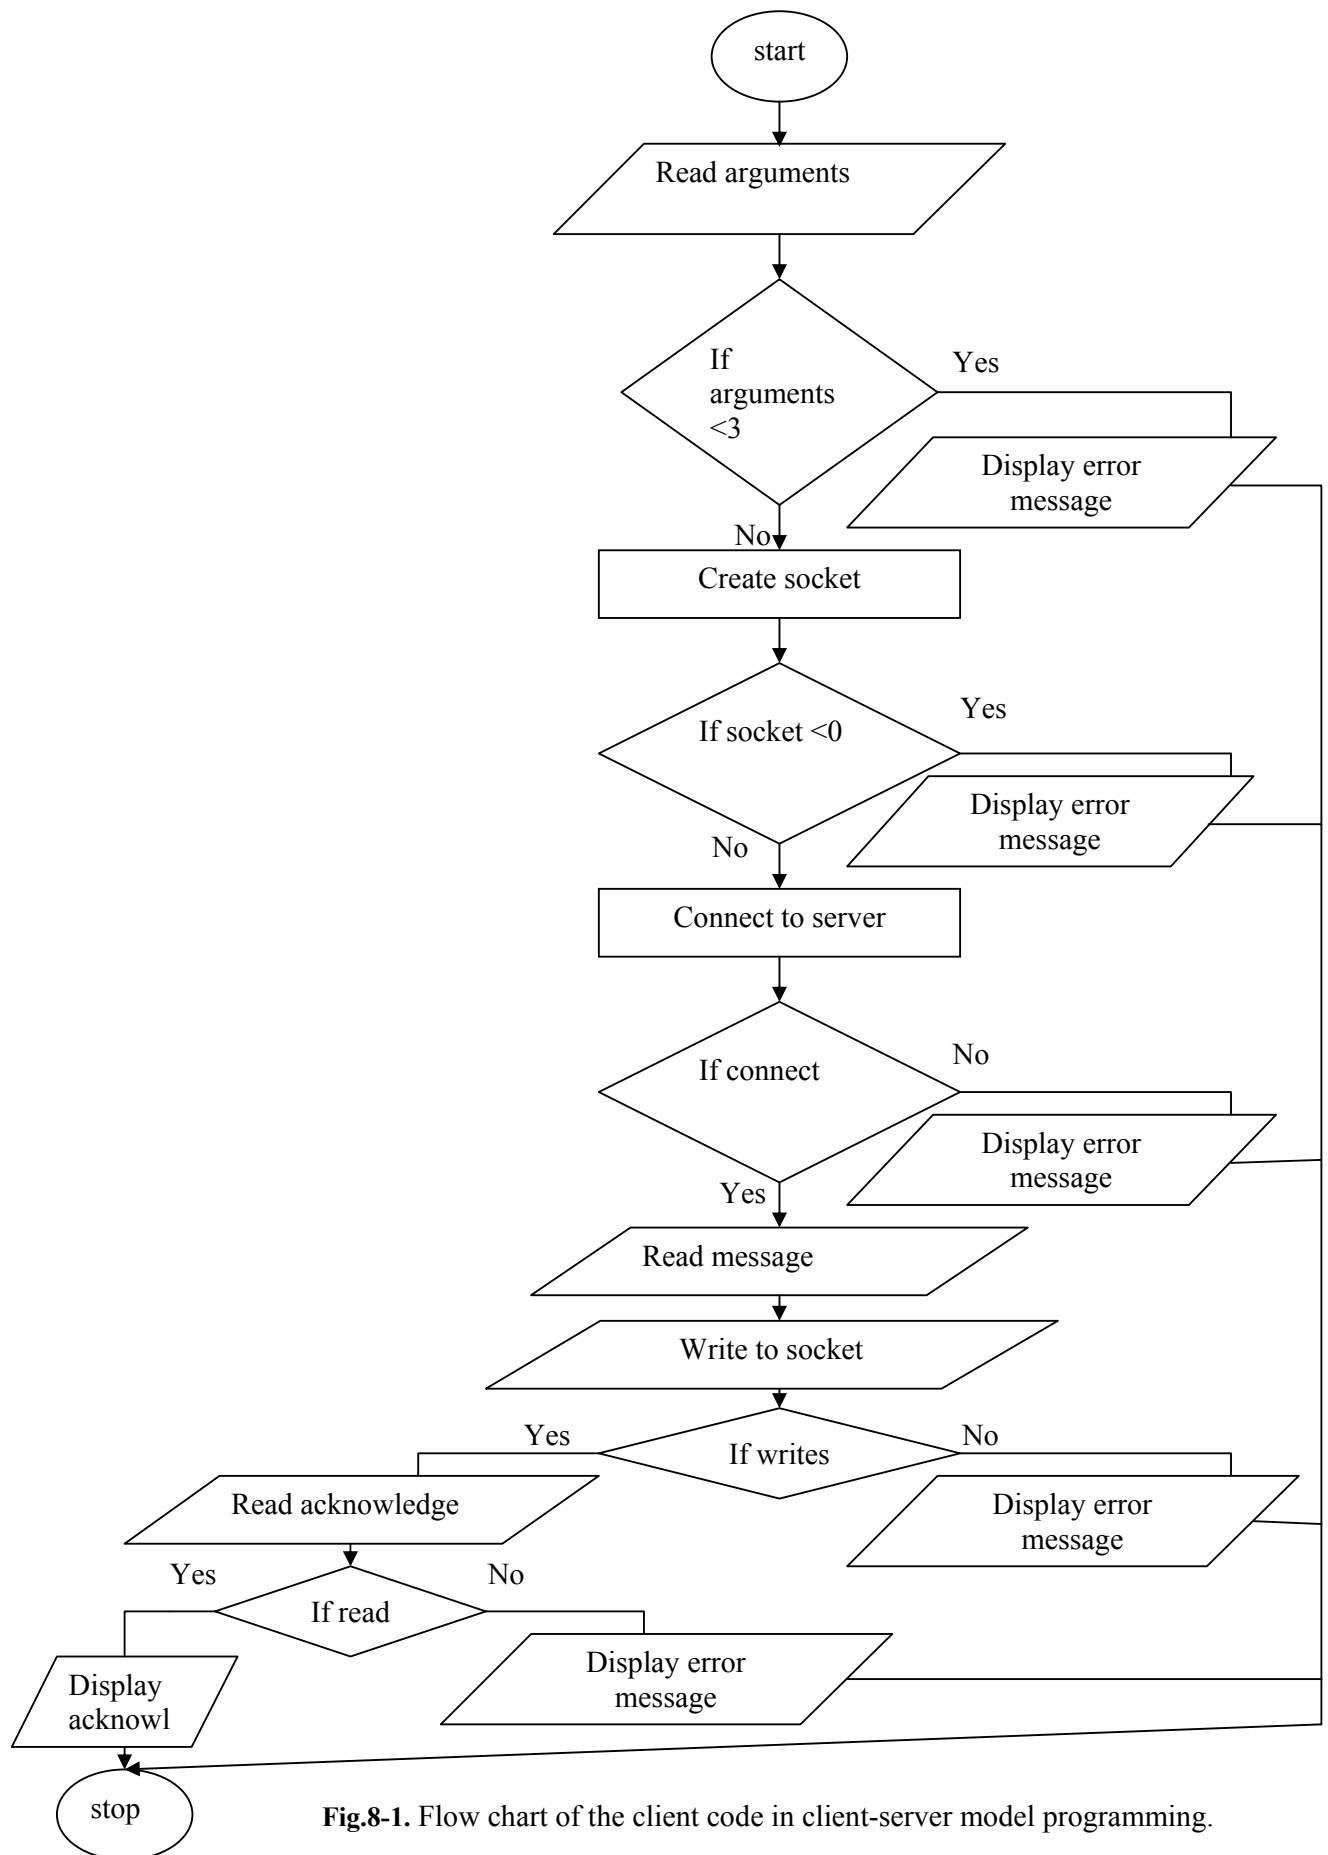 start
Read arguments
If
arguments
<3
Yes
Display error
message
No
Create socket
If socket <0
Yes
Display error
message
No
Connect to server
If connect
No
Display error
message
Yes
Read message
Write to socket
Yes
If writes
No
Read acknowledge
Display error
message
Yes
If read
No
Display
acknowl
Display error
message
stop
Fig.8-1. Flow chart of the client code in client-server model programming.